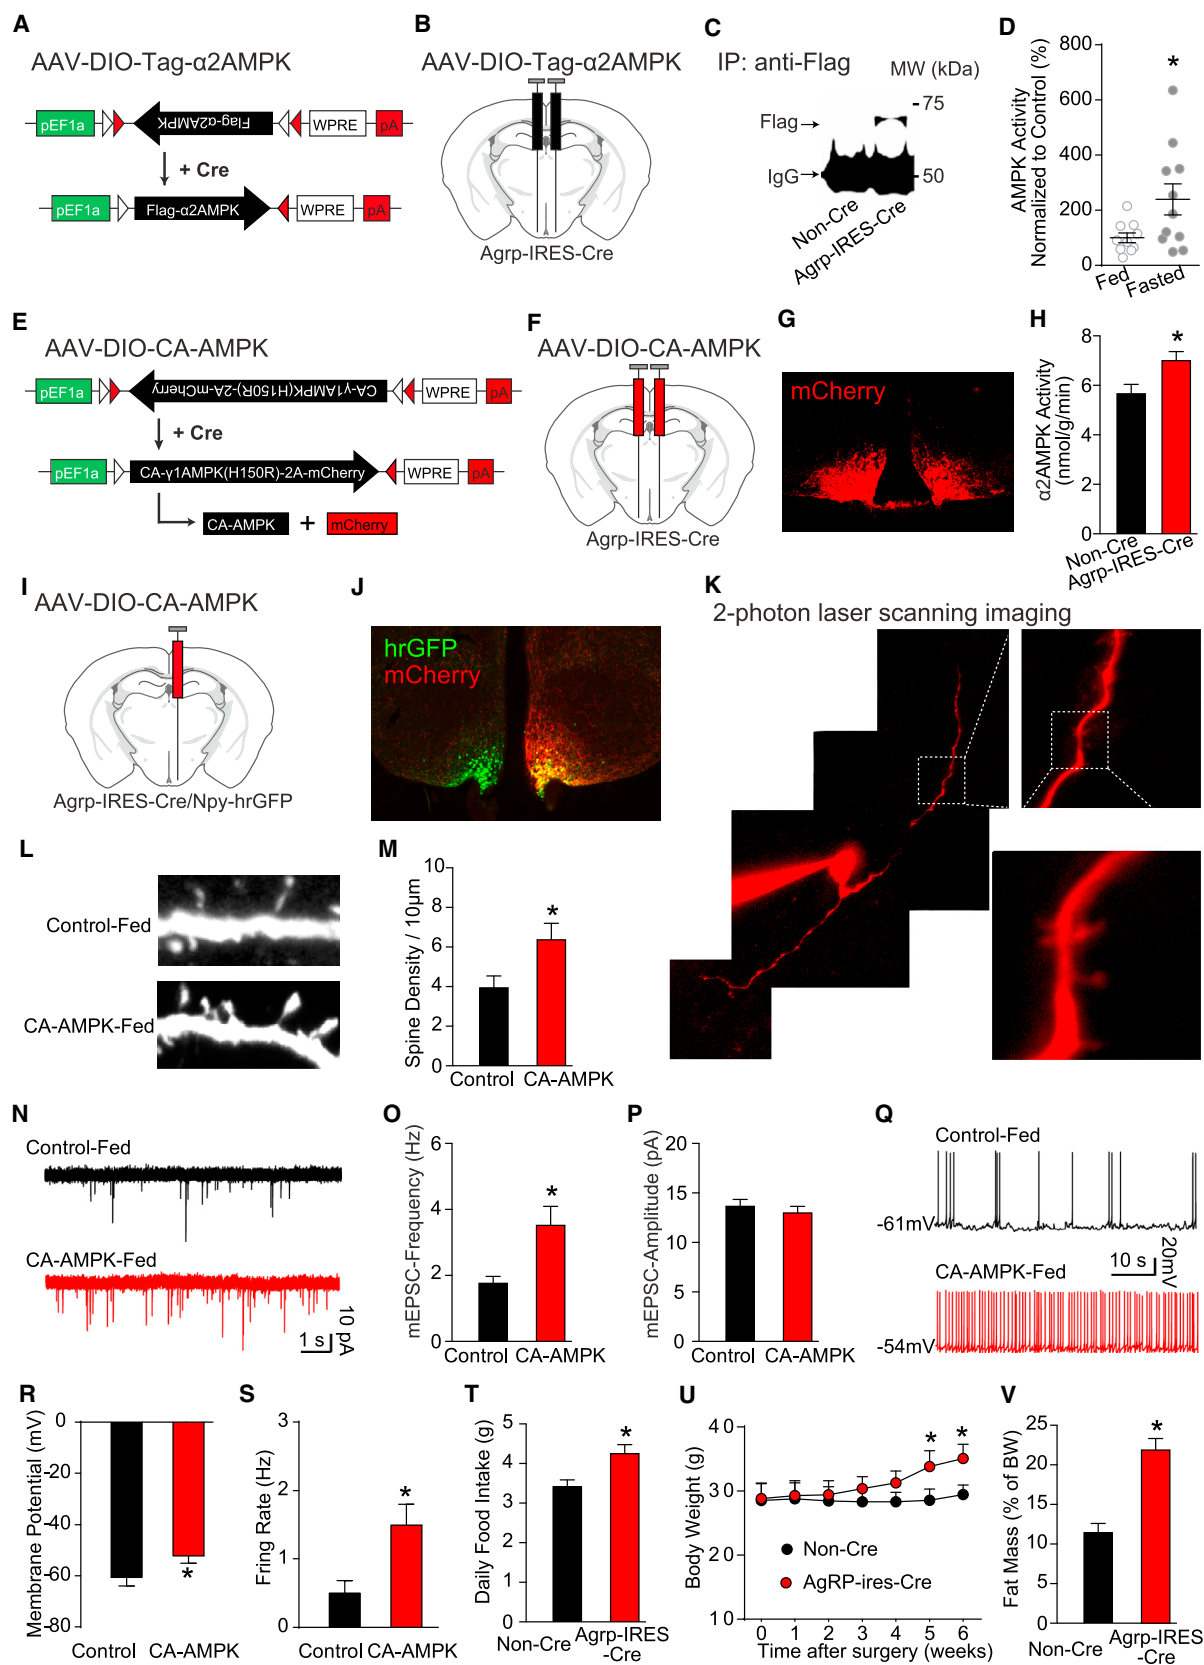 A
AAV-DIO-Tag-α2AMPK
pEF1a
Flag-α2AMPK
WPRE
pA
+ Cre
pEF1a
Flag-α2AMPK
WPRE
pA
B
AAV-DIO-Tag-α2AMPK
Agrp-IRES-Cre
C
IP: anti-Flag
MW (kDa)
75
Flag
IgG
50
Non-Cre
Agrp-IRES-Cre
D
AMPK Activity
Normalized to Control (%)
800
600
400
200
0
*
Fed
Fasted
E
AAV-DIO-CA-AMPK
pEF1a
CA-γ1AMPK(H150R)-2A-mCherry
WPRE
pA
+ Cre
pEF1a
CA-γ1AMPK(H150R)-2A-mCherry
WPRE
pA
CA-AMPK
+
mCherry
F
AAV-DIO-CA-AMPK
Agrp-IRES-Cre
G
mCherry
H
α2AMPK Activity
(nmol/g/min)
8
6
4
2
0
*
Non-Cre
Agrp-IRES-Cre
I
AAV-DIO-CA-AMPK
Agrp-IRES-Cre/Npy-hrGFP
J
hrGFP
mCherry
K
2-photon laser scanning imaging
L
Control-Fed
CA-AMPK-Fed
M
Spine Density / 10µm
10
8
6
4
2
0
*
Control
CA-AMPK
N
Control-Fed
CA-AMPK-Fed
1 s
10 pA
O
mEPSC-Frequency (Hz)
6
4
2
0
*
Control
CA-AMPK
P
mEPSC-Amplitude (pA)
20
15
10
5
0
Control
CA-AMPK
Q
Control-Fed
-61mV
10 s
20mV
CA-AMPK-Fed
-54mV
R
Membrane Potential (mV)
0
-20
-40
-60
-80
*
Control
CA-AMPK
S
Fring Rate (Hz)
3
2
1
0
*
Control
CA-AMPK
T
Daily Food Intake (g)
5
4
3
2
1
0
*
Non-Cre
Agrp-IRES
-Cre
U
Body Weight (g)
40
30
20
10
* *
Non-Cre
AgRP-ires-Cre
0 1 2 3 4 5 6
Time after surgery (weeks)
V
Fat Mass (% of BW)
25
20
15
10
5
0
*
Non-Cre
Agrp-IRES
-Cre